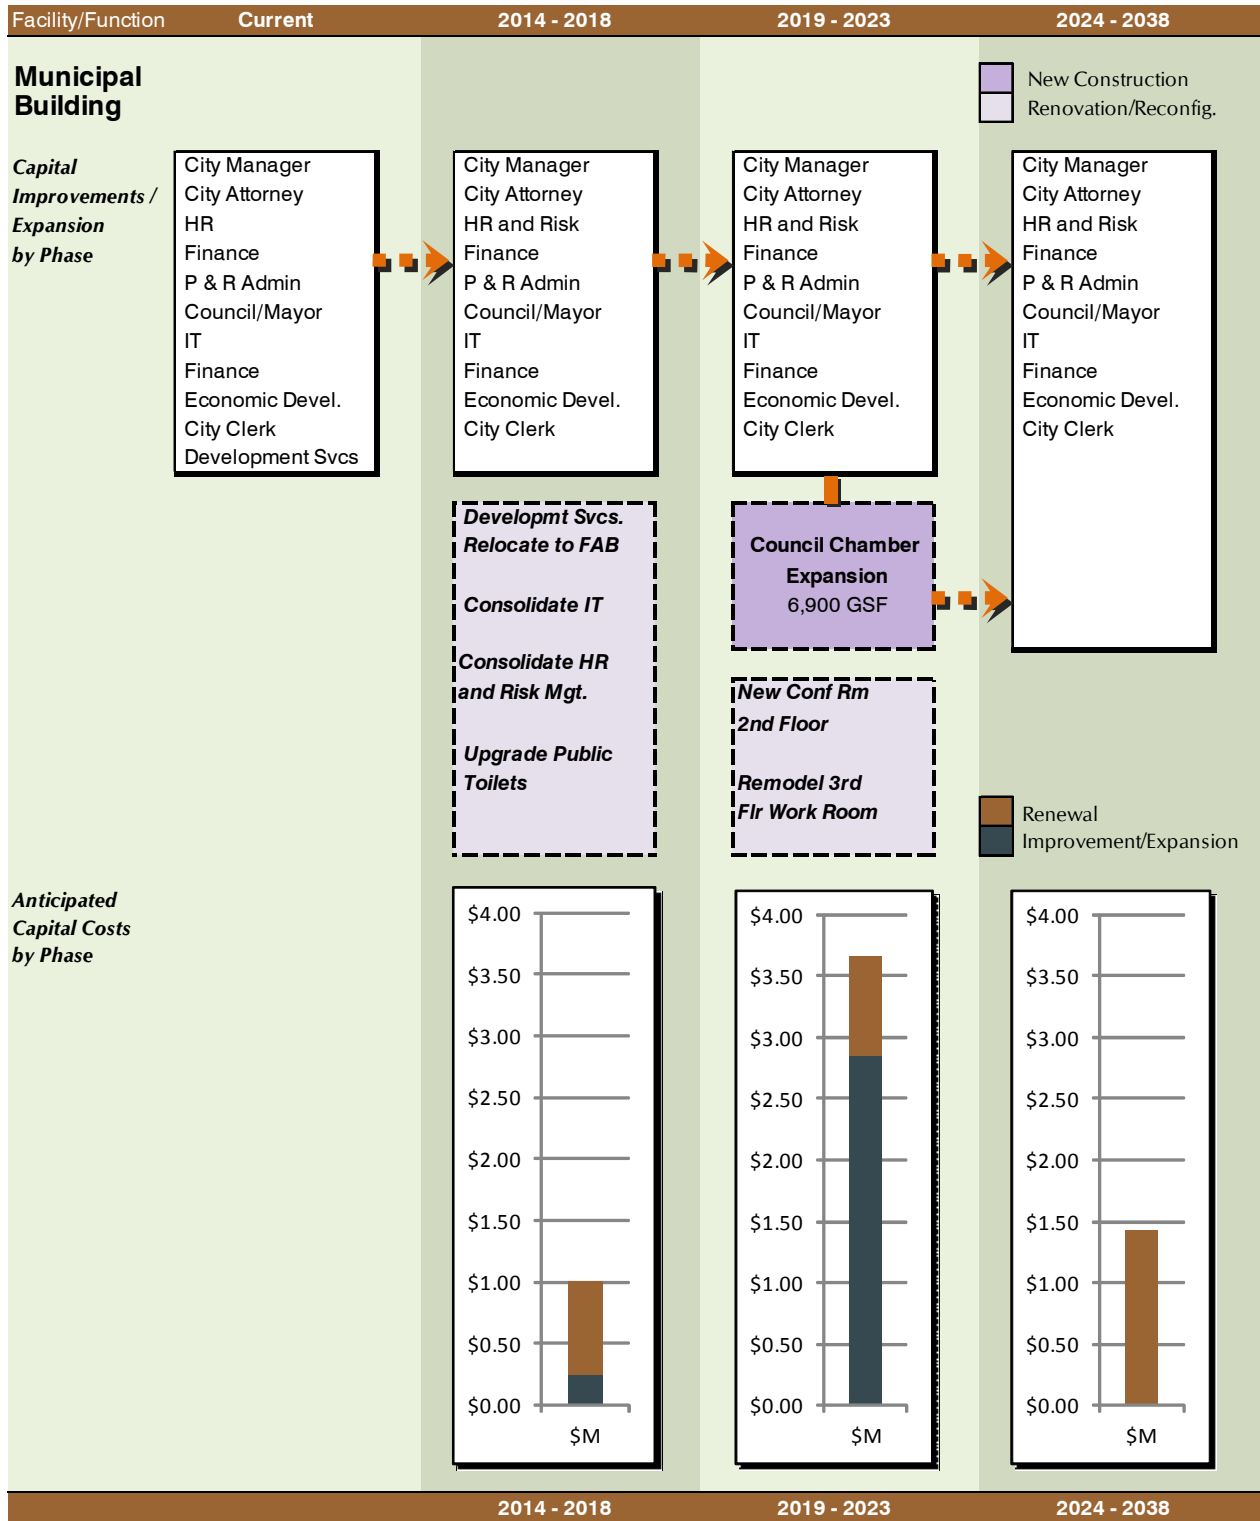 Facility/Function Current 2014 - 2018 2019 - 2023 2024 - 2038
Municipal
Building
New Construction
Renovation/Reconfig.
Capital
Improvements /
Expansion
by Phase
City Manager
City Attorney
HR
Finance
P & R Admin
Council/Mayor
IT
Finance
Economic Devel.
City Clerk
Development Svcs
City Manager
City Attorney
HR and Risk
Finance
P & R Admin
Council/Mayor
IT
Finance
Economic Devel.
City Clerk
City Manager
City Attorney
HR and Risk
Finance
P & R Admin
Council/Mayor
IT
Finance
Economic Devel.
City Clerk
City Manager
City Attorney
HR and Risk
Finance
P & R Admin
Council/Mayor
IT
Finance
Economic Devel.
City Clerk
Developmt Svcs.
Relocate to FAB
Consolidate IT
Consolidate HR
and Risk Mgt.
Upgrade Public
Toilets
Council Chamber
Expansion
6,900 GSF
New Conf Rm
2nd Floor
Remodel 3rd
Flr Work Room
Renewal
Improvement/Expansion
Anticipated
Capital Costs
by Phase
$4.00
$3.50
$3.00
$2.50
$2.00
$1.50
$1.00
$0.50
$0.00
$M
$4.00
$3.50
$3.00
$2.50
$2.00
$1.50
$1.00
$0.50
$0.00
$M
$4.00
$3.50
$3.00
$2.50
$2.00
$1.50
$1.00
$0.50
$0.00
$M
2014 - 2018 2019 - 2023 2024 - 2038